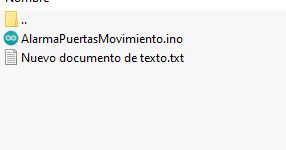 ..
AlarmaPuertasMovimiento.ino
Nuevo documento de texto.txt